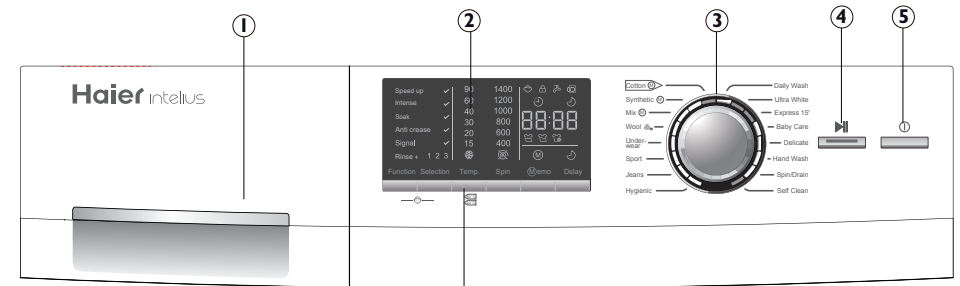 1
2
3
4
5
Haier intelius
Speed up 90 1400
Intense 60 1200
Soak 40 1000
30 800
Anti crease 20 600
Signal 15 400
Rinse + 1 2 3
88:88
M
Function Selection Temp. Spin Memo Delay
Cotton M
Synthetic M
Mix M
Wool
Under-
wear
Sport
Jeans
Hygienic
Daily Wash
Ultra White
Express 15'
Baby Care
Delicate
Hand Wash
Spin/Drain
Self Clean